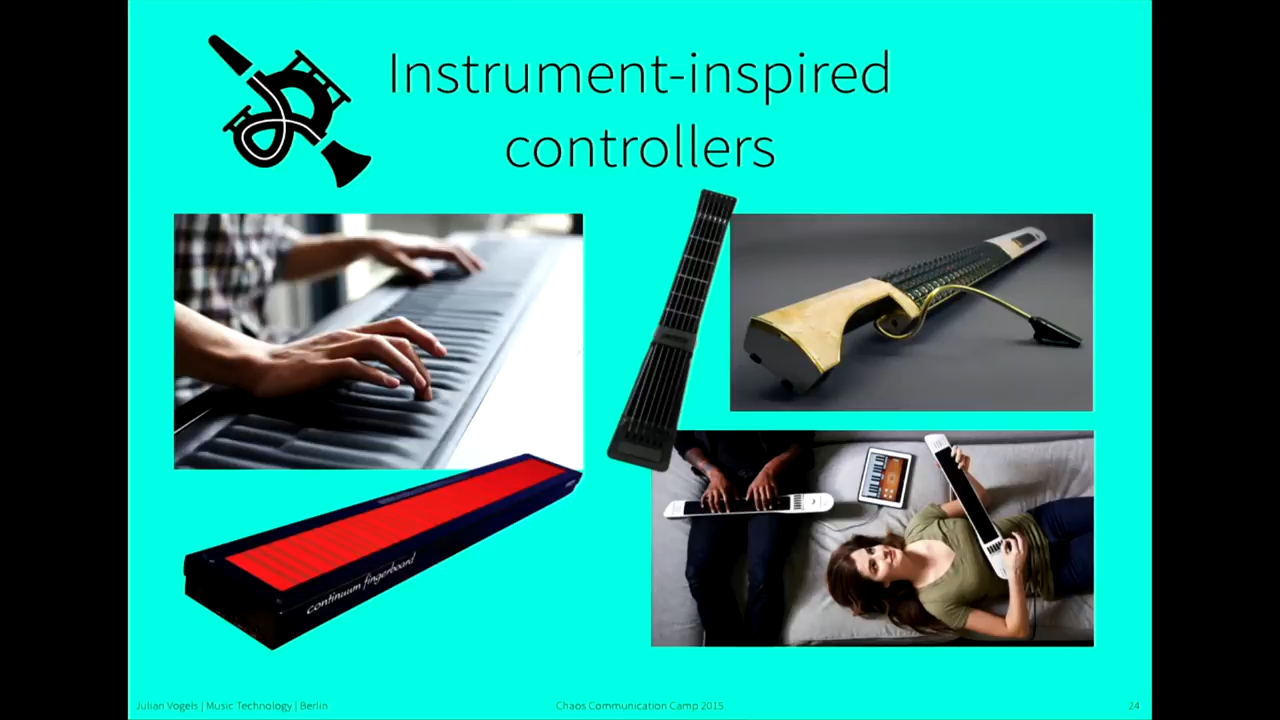 Instrument-inspired
controllers
continuum fingerboard
Julian Vogels | Music Technology | Berlin
Chaos Communication Camp 2015
24